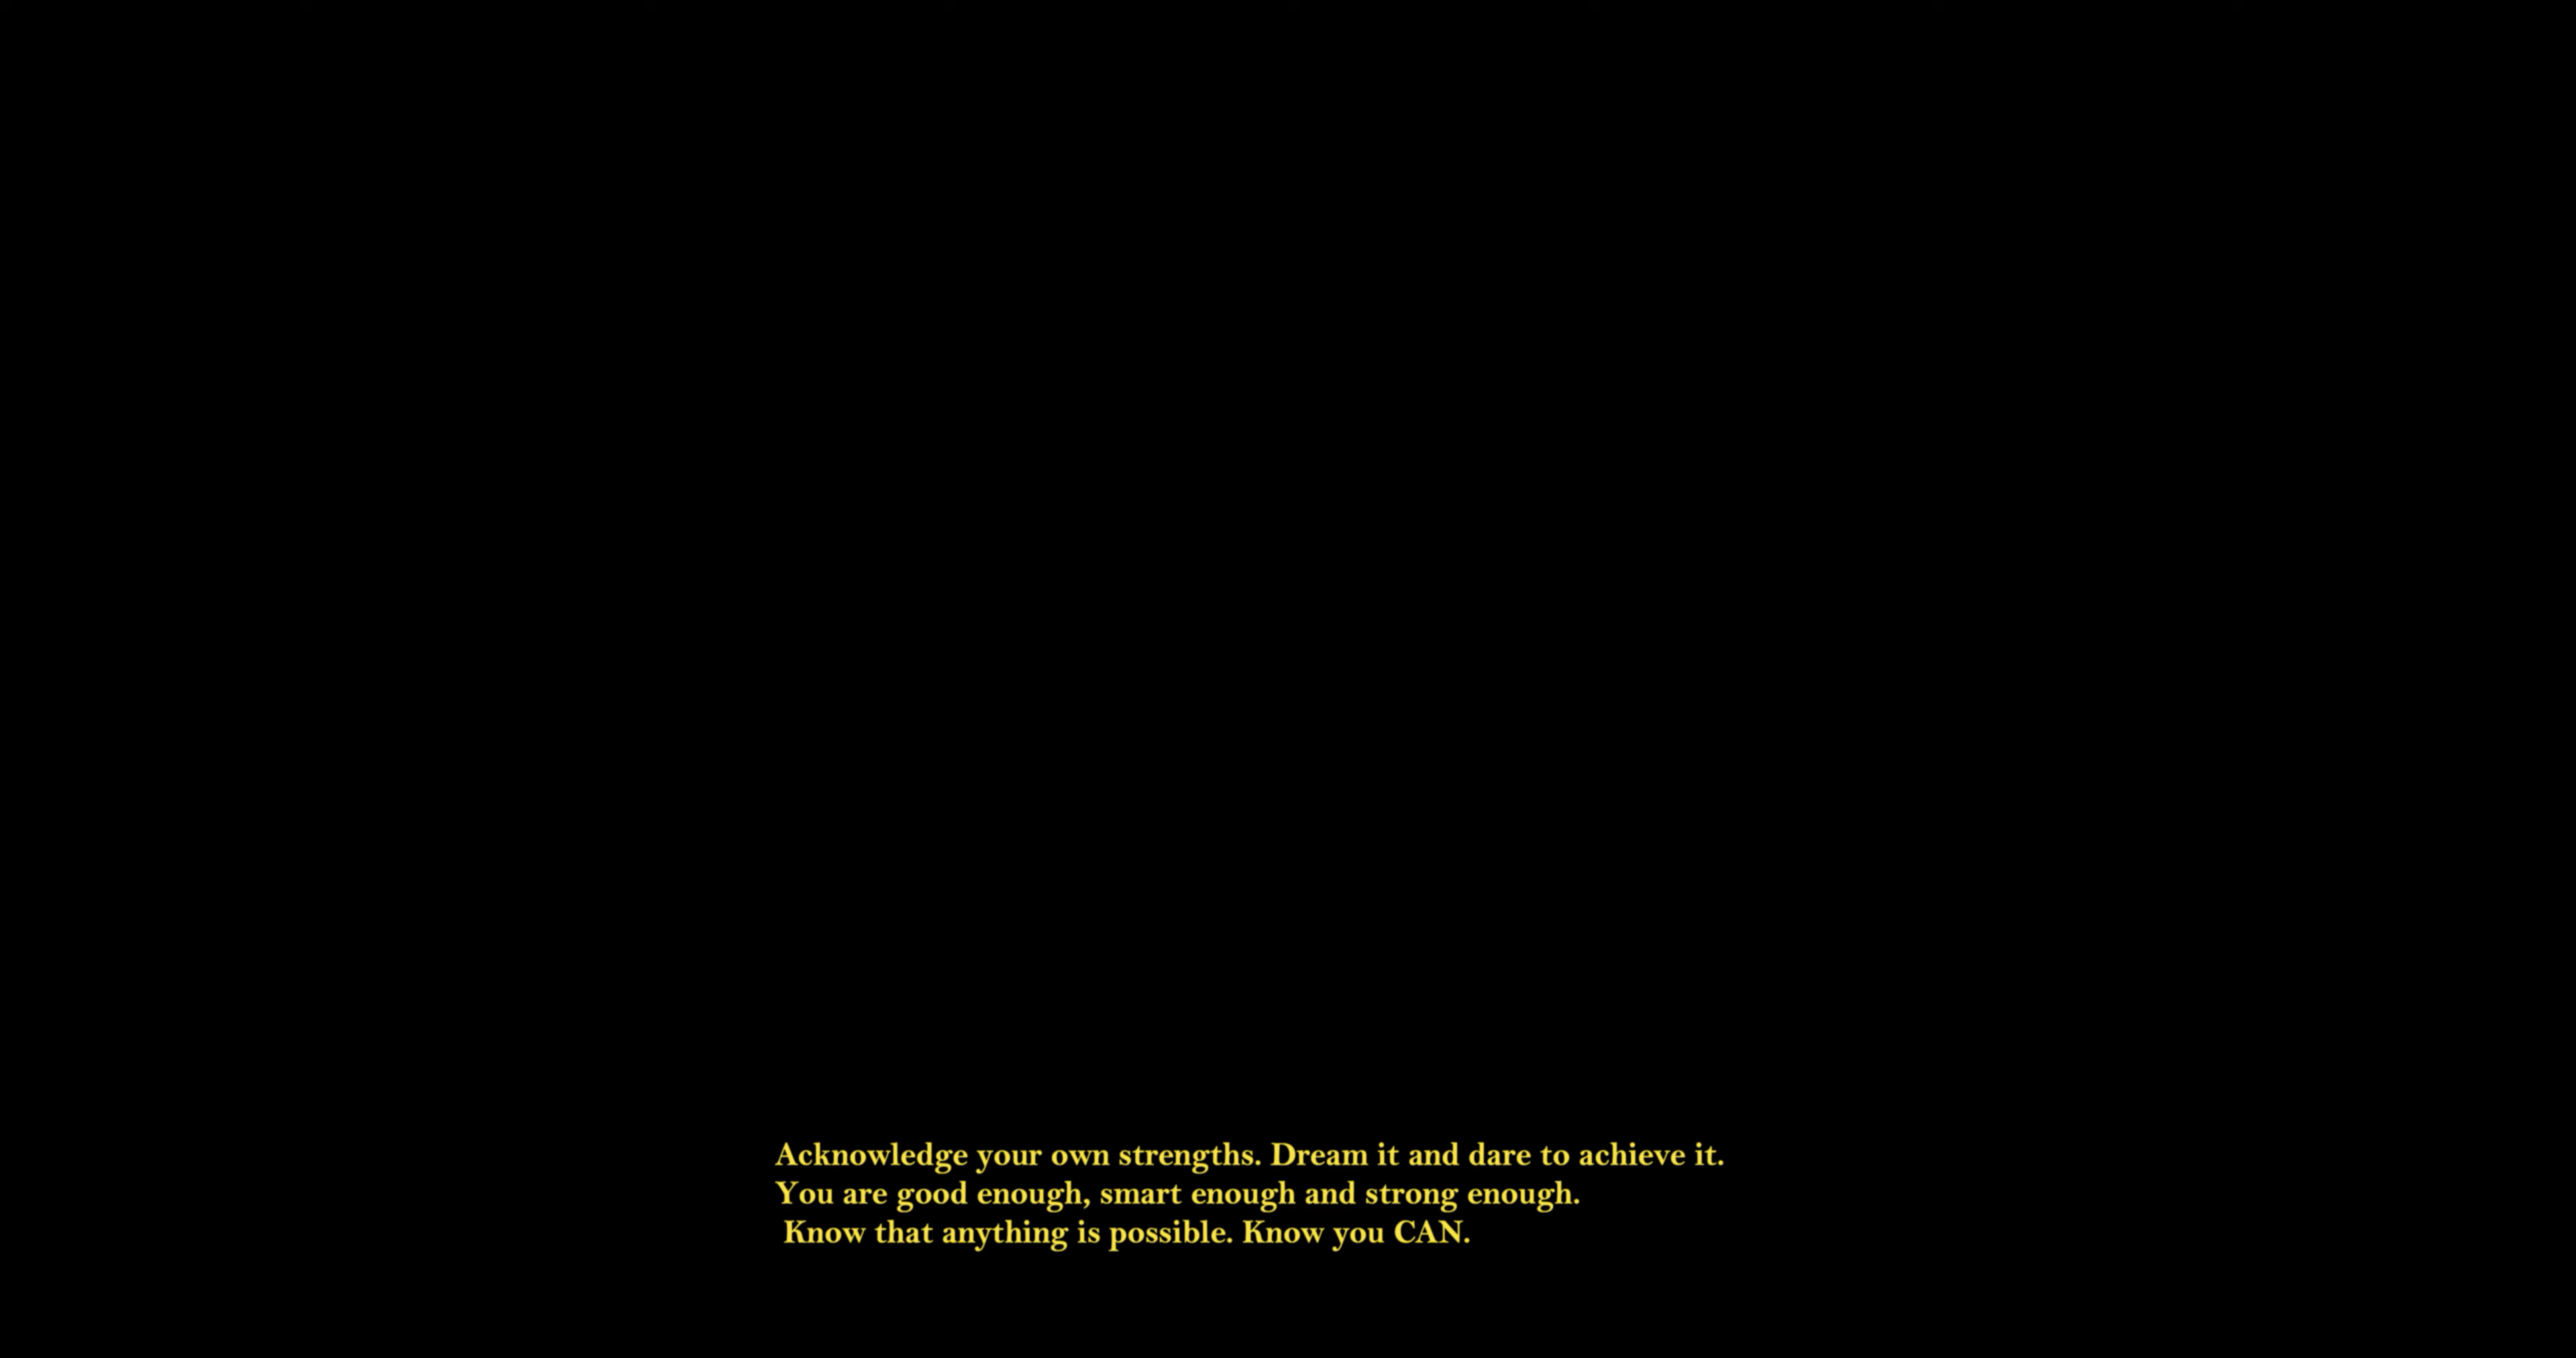 Acknowledge your own strengths. Dream it and dare to achieve it.
You are good enough, smart enough and strong enough.
Know that anything is possible. Know you CAN.